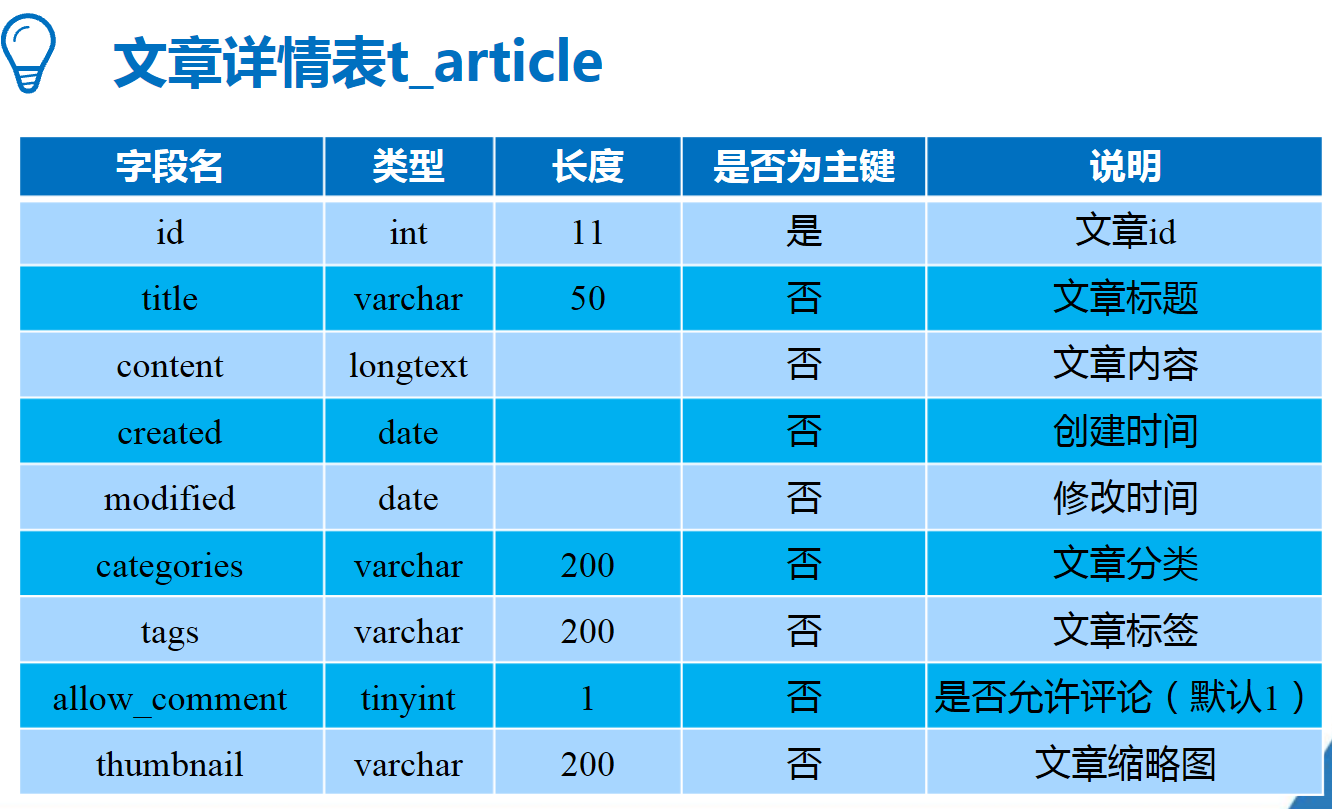 文章详情表t_article
字段名 类型 长度 是否为主键 说明
id int 11 是 文章id
title varchar 50 否 文章标题
content longtext 否 文章内容
created date 否 创建时间
modified date 否 修改时间
categories varchar 200 否 文章分类
tags varchar 200 否 文章标签
allow_comment tinyint 1 否 是否允许评论（默认1）
thumbnail varchar 200 否 文章缩略图